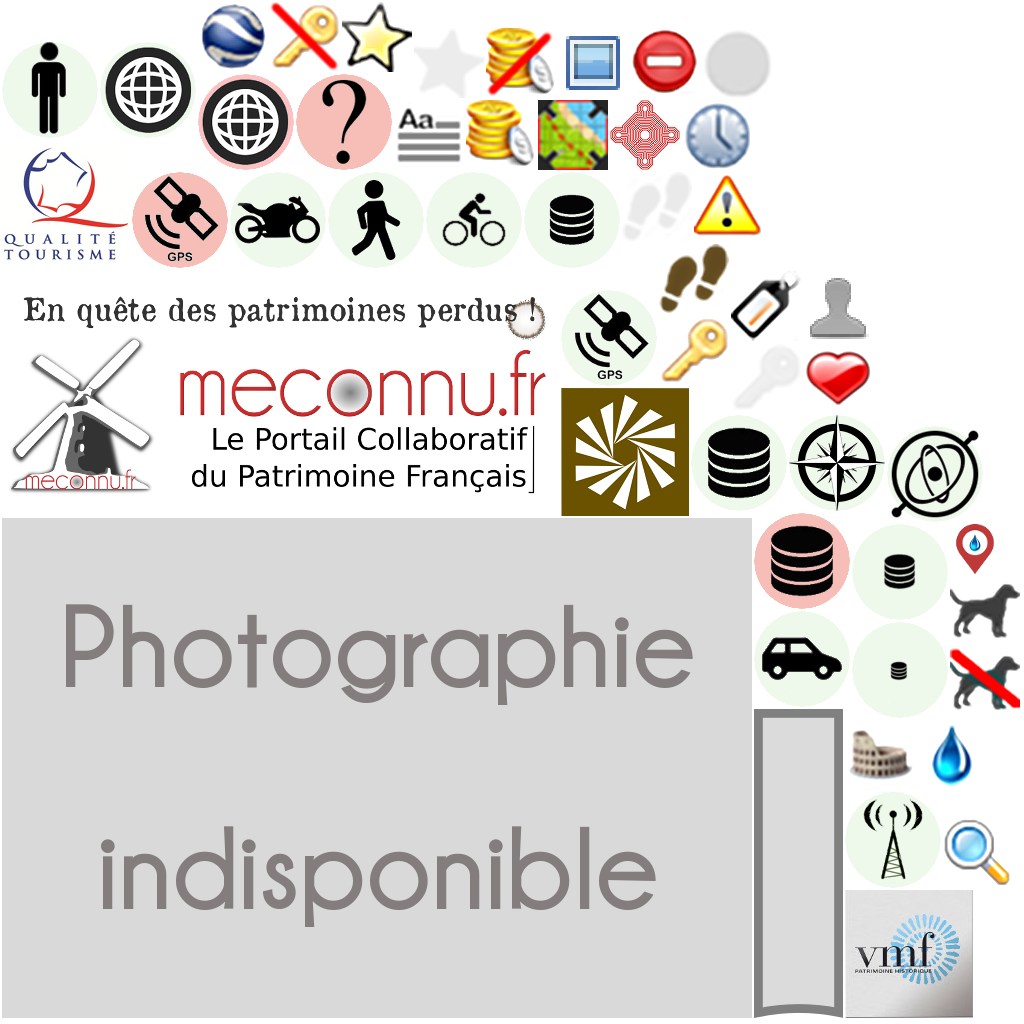 Aa
QUALITÉ
TOURISME
GPS
En quête des patrimoines perdus !
GPS
meconnu.fr
Le Portail Collaboratif
du Patrimoine Français
meconnu.fr
Photographie
indisponible
vmf
PATRIMOINE HISTORIQUE